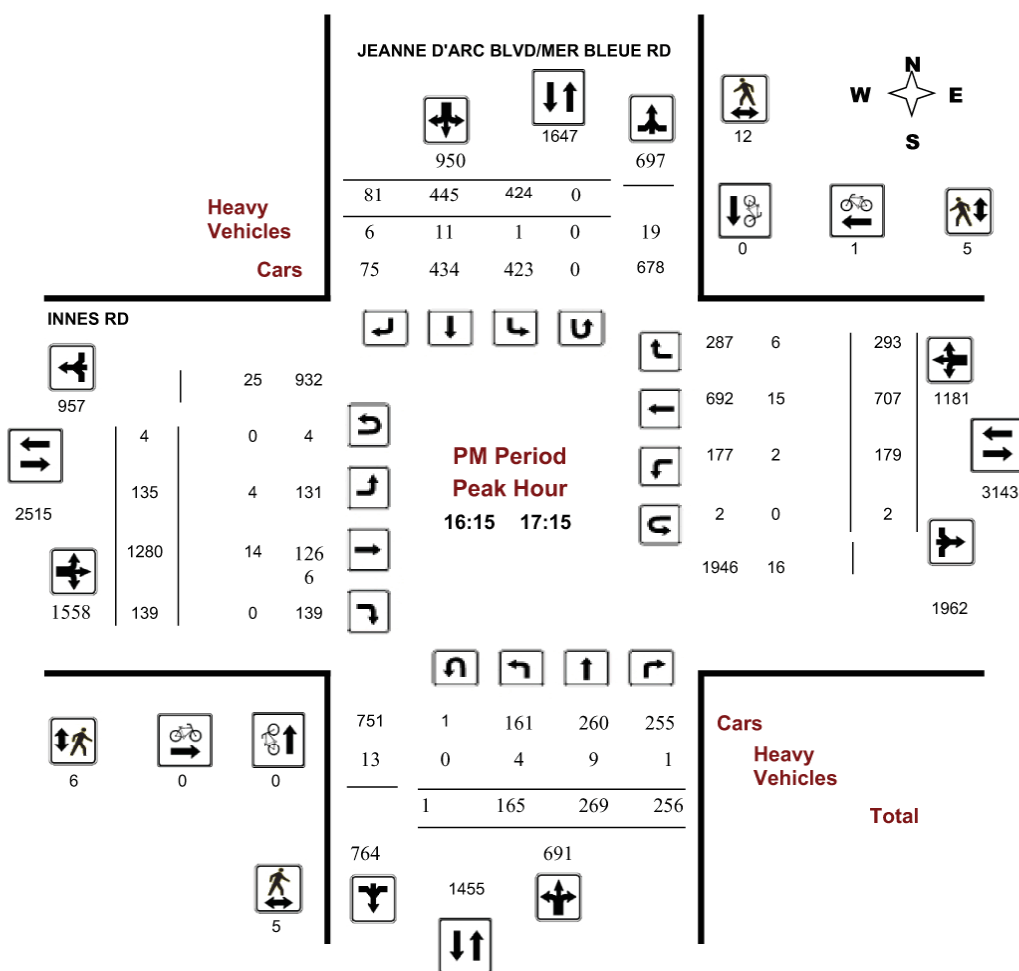 JEANNE D'ARC BLVD/MER BLEUE RD
N
W E
S
1647
12
950 697
81 445 424 0
Heavy
Vehicles
6 11 1 0 19
Cars
75 434 423 0 678
0 1 5
INNES RD
287 6 293
25 932
957
692 15 707 1181
4 0 4
PM Period
177 2 179
135 4 131
Peak Hour
2515
16:15 17:15
3143
2 0 2
1280 14 126
6
1946 16
1558 139 0 139
1962
751 1 161 260 255
Cars
6 0 0
13 0 4 9 1
Heavy
Vehicles
1 165 269 256
Total
764 691
1455
5